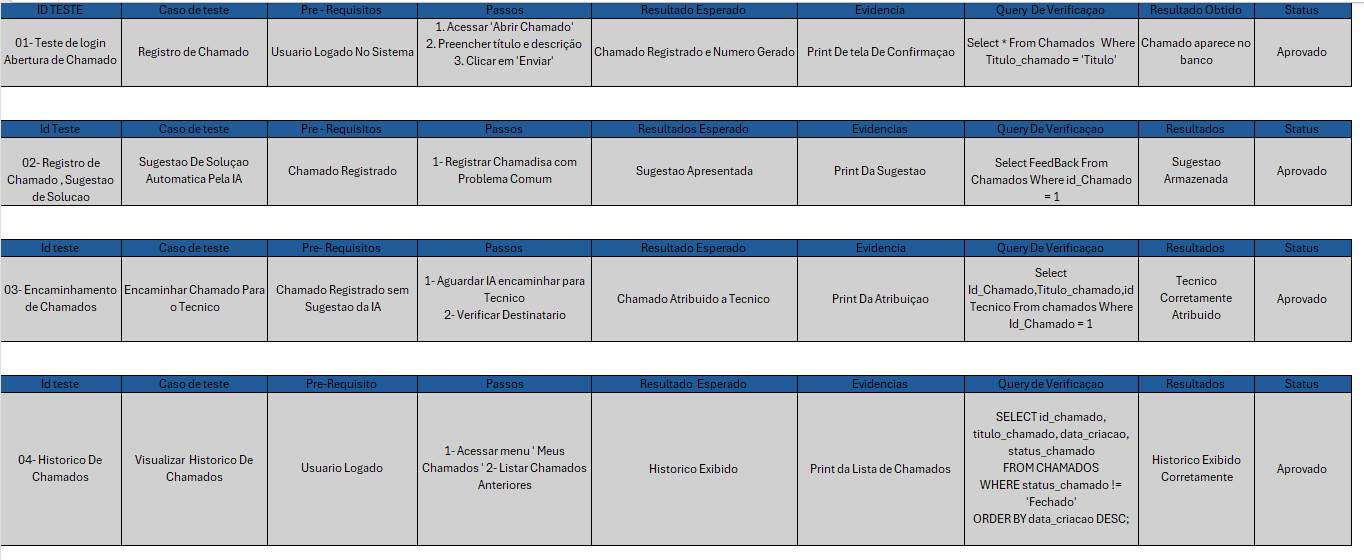 ID TESTE
Caso de teste
Pre - Requisitos
Passos
Resultado Esperado
Evidencia
Query De Verificaçao
Resultado Obtido
Status
01- Teste de login
Abertura de Chamado
Registro de Chamado
Usuario Logado No Sistema
1. Acessar 'Abrir Chamado'
2. Preencher título e descrição
3. Clicar em 'Enviar'
Chamado Registrado e Numero Gerado
Print De tela De Confirmaçao
Select * From Chamados Where
Titulo_chamado = 'Titulo'
Chamado aparece no
banco
Aprovado
Id Teste
Caso de teste
Pre - Requisitos
Passos
Resultados Esperado
Evidencias
Query De Verificaçao
Resultados
Status
02- Registro de
Chamado , Sugestao
de Solucao
Sugestao De Soluçao
Automatica Pela IA
Chamado Registrado
1- Registrar Chamadisa com
Problema Comum
Sugestao Apresentada
Print Da Sugestao
Select FeedBack From
Chamados Where id_Chamado
= 1
Sugestao
Armazenada
Aprovado
Id teste
Caso de teste
Pre- Requisitos
Passos
Resultado Esperado
Evidencia
Query De Verificaçao
Resultados
Status
03- Encaminhamento
de Chamados
Encaminhar Chamado Para
o Tecnico
Chamado Registrado sem
Sugestao da IA
1- Aguardar IA encaminhar para
Tecnico
2- Verificar Destinatario
Chamado Atribuido a Tecnico
Print Da Atribuiçao
Select
Id_Chamado,Titulo_chamado,id
Tecnico From chamados Where
Id_Chamado = 1
Tecnico
Corretamente
Atribuido
Aprovado
Id teste
Caso de teste
Pre-Requisito
Passos
Resultado Esperado
Evidencias
Query de Verificaçao
Resultados
Status
04- Historico De
Chamados
Visualizar Historico De
Chamados
Usuario Logado
1- Acessar menu ' Meus
Chamados ' 2- Listar Chamados
Anteriores
Historico Exibido
Print da Lista de Chamados
SELECT id_chamado,
titulo_chamado, data_criacao,
status_chamado
FROM CHAMADOS
WHERE status_chamado !=
'Fechado'
ORDER BY data_criacao DESC;
Historico Exibido
Corretamente
Aprovado